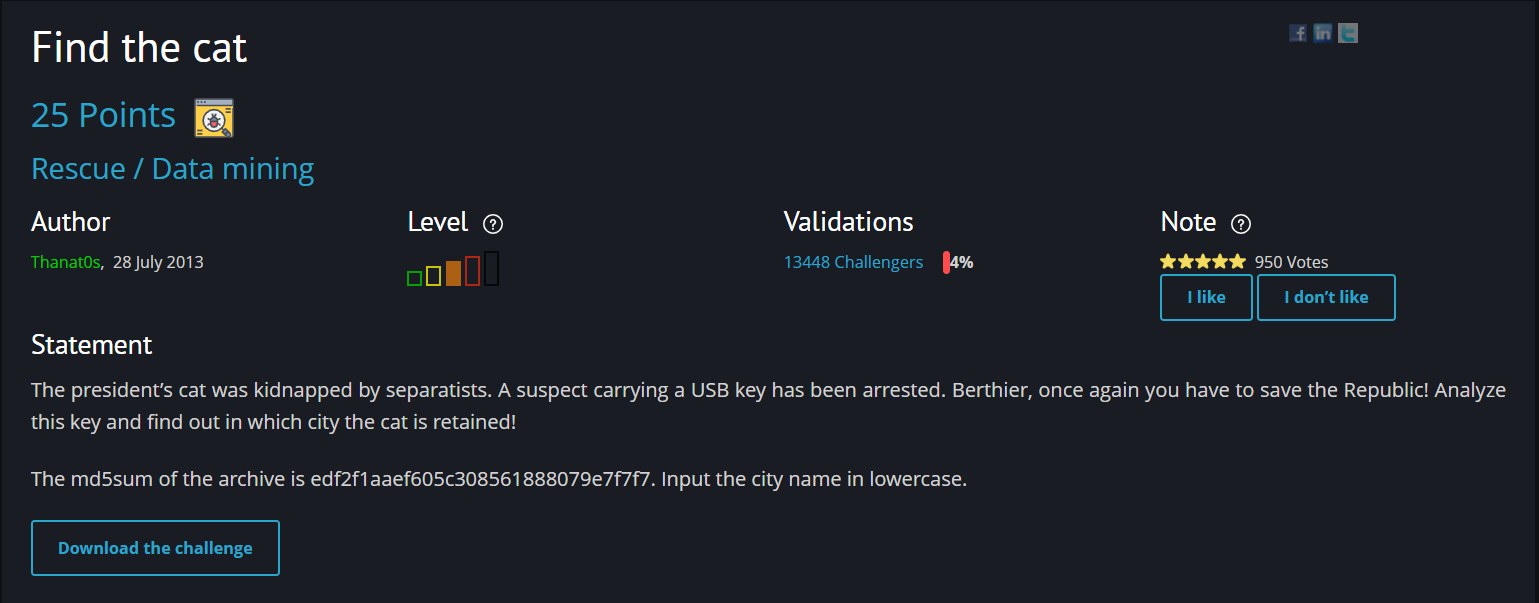 Find the cat
25 Points
Rescue / Data mining
Author
Level ?
Validations
Note ?
Thanat0s, 28 July 2013
13448 Challengers 4%
950 Votes
I like
I don’t like
Statement
The president’s cat was kidnapped by separatists. A suspect carrying a USB key has been arrested. Berthier, once again you have to save the Republic! Analyze
this key and find out in which city the cat is retained!
The md5sum of the archive is edf2f1aaef605c308561888079e7f7f7. Input the city name in lowercase.
Download the challenge